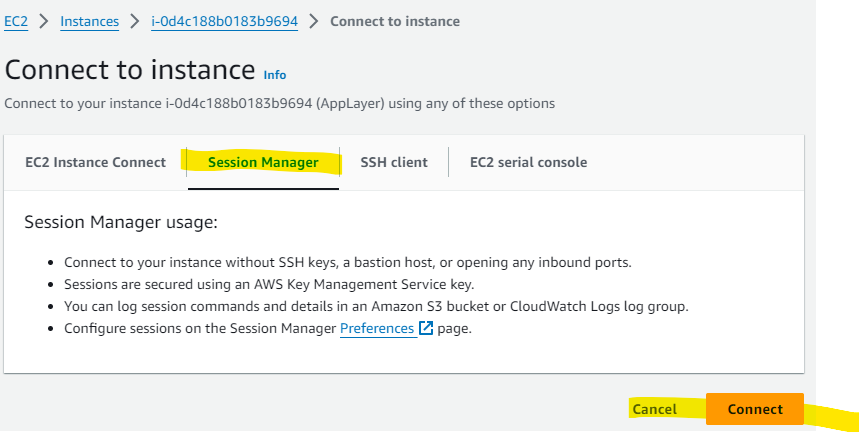 EC2 > Instances > i-0d4c188b0183b9694 > Connect to instance
Connect to instance Info
Connect to your instance i-0d4c188b0183b9694 (AppLayer) using any of these options
EC2 Instance Connect Session Manager SSH client EC2 serial console
Session Manager usage:
• Connect to your instance without SSH keys, a bastion host, or opening any inbound ports.
• Sessions are secured using an AWS Key Management Service key.
• You can log session commands and details in an Amazon S3 bucket or CloudWatch Logs log group.
• Configure sessions on the Session Manager Preferences page.
Cancel Connect